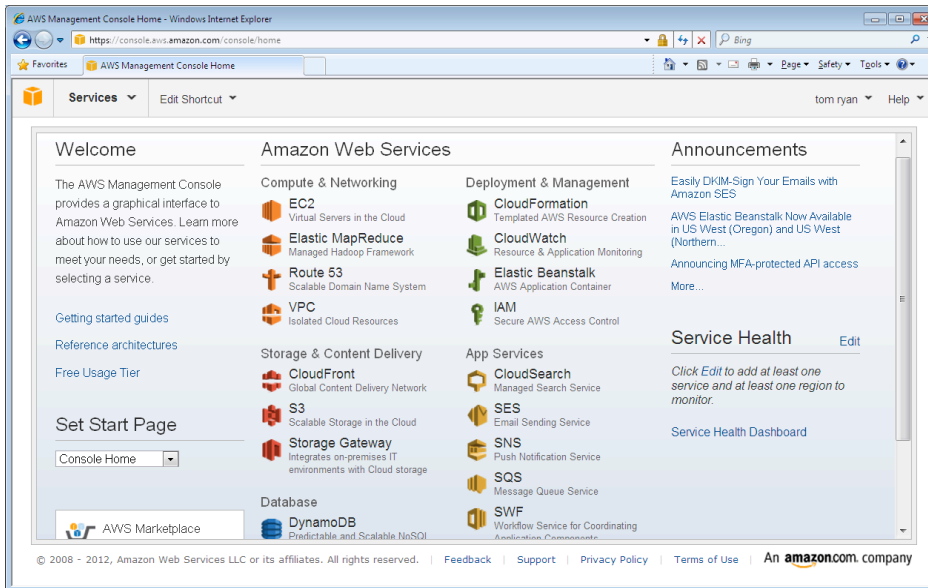 AWS Management Console Home - Windows Internet Explorer
https://console.aws.amazon.com/console/home
Bing
Favorites
AWS Management Console Home
Page
Safety
Tools
Services
Edit Shortcut
tom ryan
Help
Welcome
The AWS Management Console
provides a graphical interface to
Amazon Web Services. Learn more
about how to use our services to
meet your needs, or get started by
selecting a service.
Getting started guides
Reference architectures
Free Usage Tier
Set Start Page
Console Home
AWS Marketplace
Amazon Web Services
Compute & Networking
EC2
Virtual Servers in the Cloud
Elastic MapReduce
Managed Hadoop Framework
Route 53
Scalable Domain Name System
VPC
Isolated Cloud Resources
Storage & Content Delivery
CloudFront
Global Content Delivery Network
S3
Scalable Storage in the Cloud
Storage Gateway
Integrates on-premises IT
environments with Cloud storage
Database
DynamoDB
Predictable and Scalable NoSQL
Deployment & Management
CloudFormation
Templated AWS Resource Creation
CloudWatch
Resource & Application Monitoring
Elastic Beanstalk
AWS Application Container
IAM
Secure AWS Access Control
App Services
CloudSearch
Managed Search Service
SES
Email Sending Service
SNS
Push Notification Service
SQS
Message Queue Service
SWF
Workflow Service for Coordinating
Application Components
Announcements
Easily DKIM-Sign Your Emails with
Amazon SES
AWS Elastic Beanstalk Now Available
in US West (Oregon) and US West
(Northern...
Announcing MFA-protected API access
More...
Service Health
Edit
Click Edit to add at least one
service and at least one region to
monitor.
Service Health Dashboard
© 2008 - 2012, Amazon Web Services LLC or its affiliates. All rights reserved. | Feedback | Support | Privacy Policy | Terms of Use | An amazon.com. company